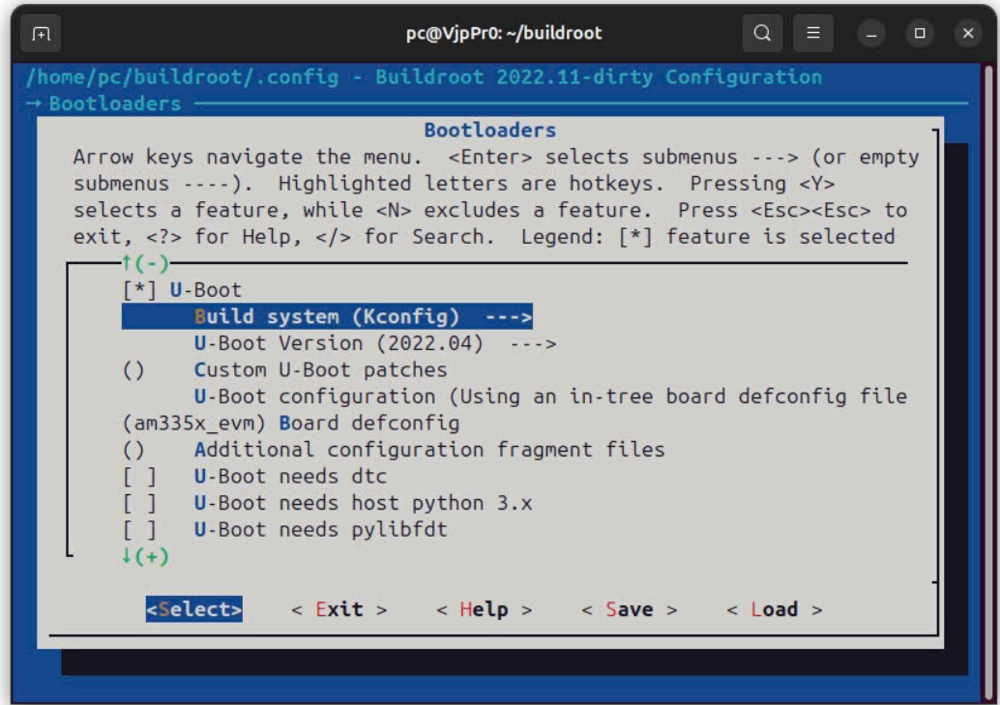 pc@VjpPr0: ~/buildroot
/home/pc/buildroot/.config - Buildroot 2022.11-dirty Configuration
→ Bootloaders
Bootloaders
Arrow keys navigate the menu.  <Enter> selects submenus ---> (or empty
submenus ----).  Highlighted letters are hotkeys.  Pressing <Y>
selects a feature, while <N> excludes a feature.  Press <Esc><Esc> to
exit, <?> for Help, </> for Search.  Legend: [*] feature is selected
↑(-)
[*] U-Boot
Build system (Kconfig)  --->
U-Boot Version (2022.04)  --->
()    Custom U-Boot patches
U-Boot configuration (Using an in-tree board defconfig file
(am335x_evm) Board defconfig
()    Additional configuration fragment files
[ ]   U-Boot needs dtc
[ ]   U-Boot needs host python 3.x
[ ]   U-Boot needs pylibfdt
↓(+)
<Select>    < Exit >    < Help >    < Save >    < Load >